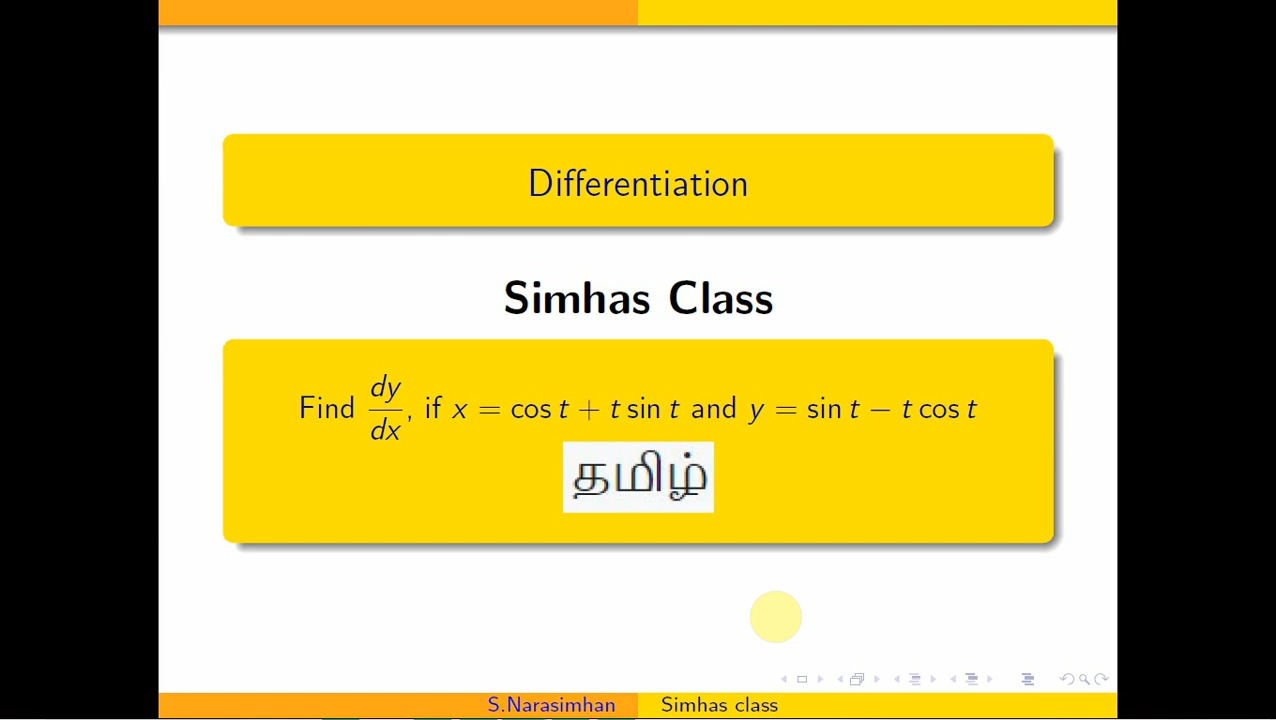 Differentiation
Simhas Class
Find dy/dx, if x = cos t + t sin t and y = sin t − t cos t
தமிழ்
S.Narasimhan Simhas class